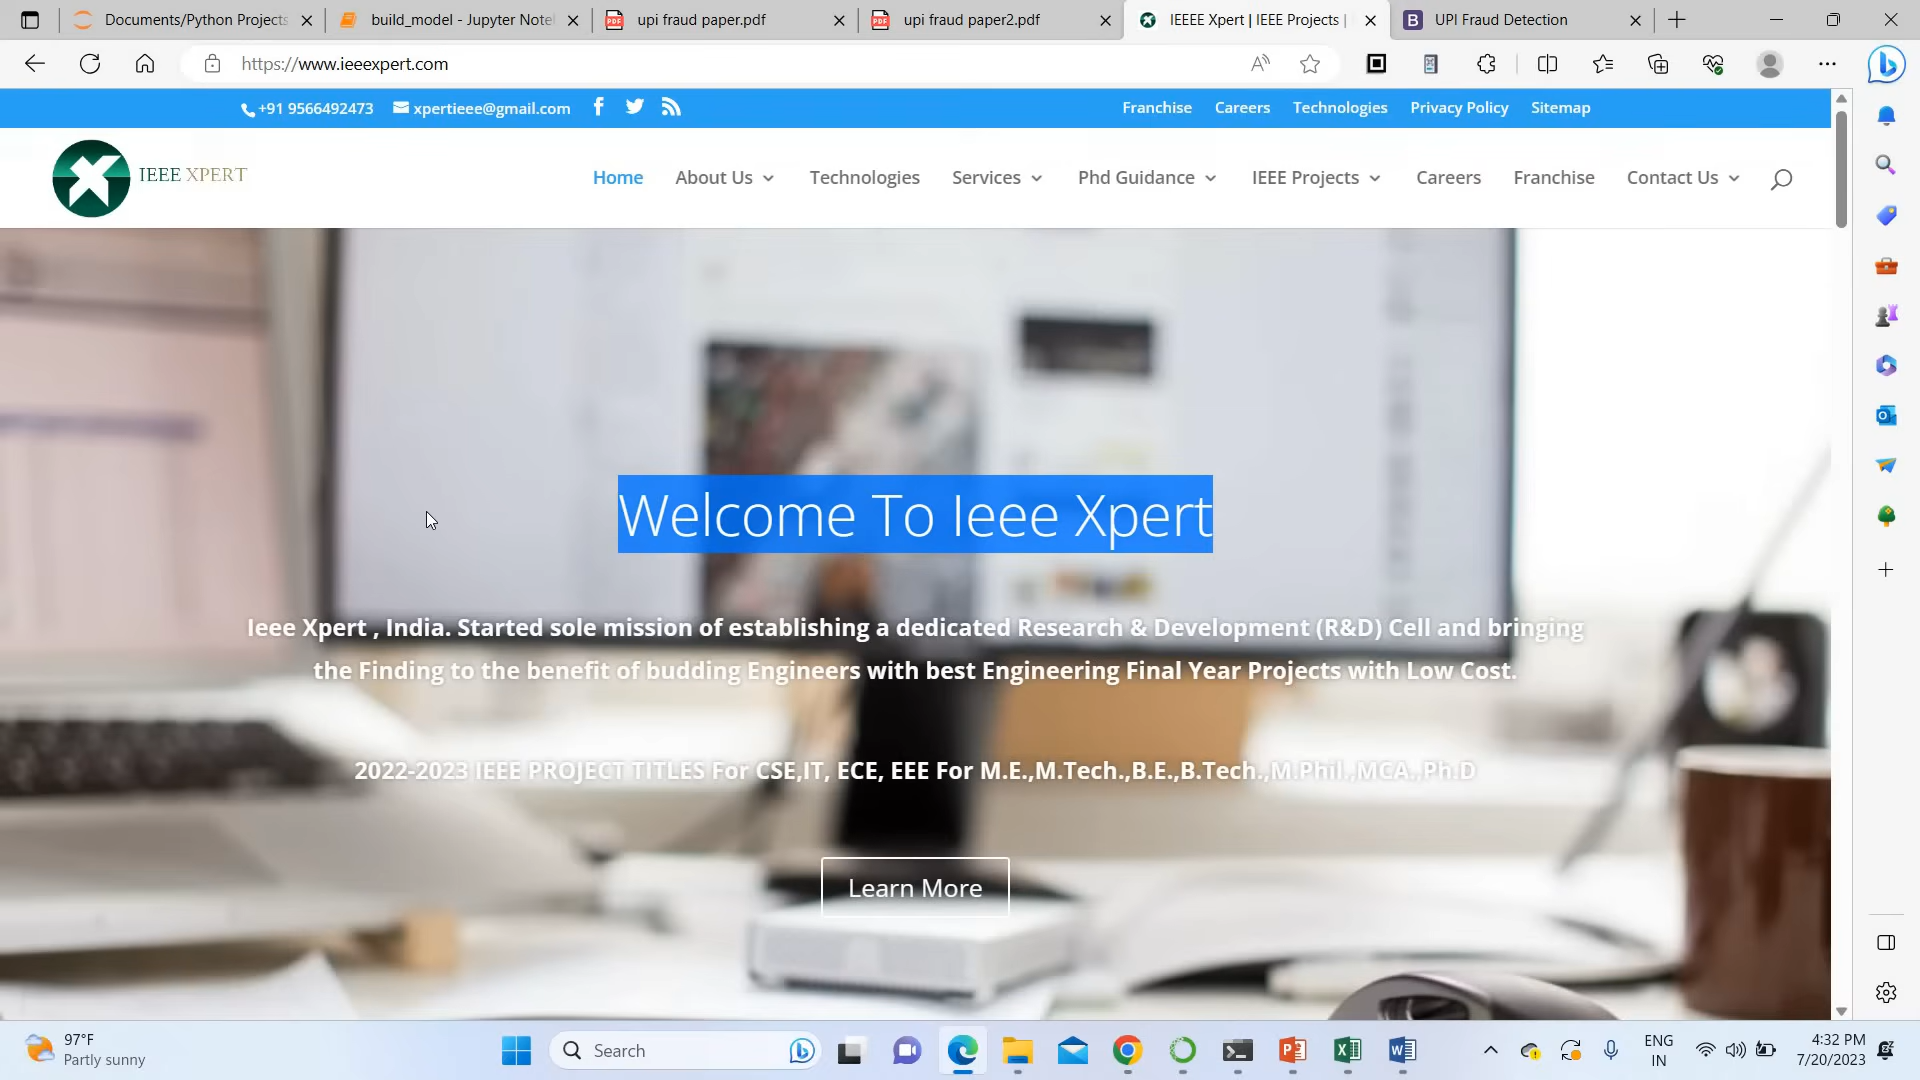 Documents/Python Projects
build_model - Jupyter Note
upi fraud paper.pdf
upi fraud paper2.pdf
IEEEE Xpert | IEEE Projects |
UPI Fraud Detection
https://www.ieeexpert.com
+91 9566492473
xpertieee@gmail.com
Franchise
Careers
Technologies
Privacy Policy
Sitemap
IEEE XPERT
Home
About Us
Technologies
Services
Phd Guidance
IEEE Projects
Careers
Franchise
Contact Us
Welcome To Ieee Xpert
Ieee Xpert , India. Started sole mission of establishing a dedicated Research & Development (R&D) Cell and bringing
the Finding to the benefit of budding Engineers with best Engineering Final Year Projects with Low Cost.
2022-2023 IEEE PROJECT TITLES For CSE,IT, ECE, EEE For M.E.,M.Tech.,B.E.,B.Tech.,M.Phil.,MCA.,Ph.D
Learn More
97°F
Partly sunny
Search
ENG
IN
4:32 PM
7/20/2023